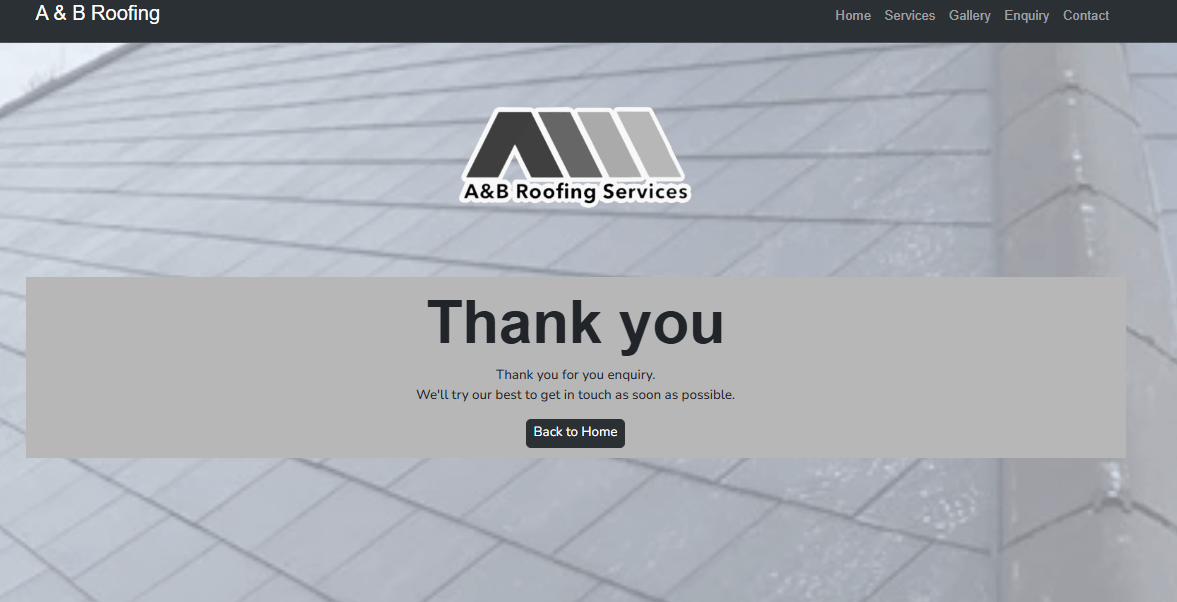 A & B Roofing
Home Services Gallery Enquiry Contact
A&B Roofing Services
Thank you
Thank you for you enquiry.
We'll try our best to get in touch as soon as possible.
Back to Home